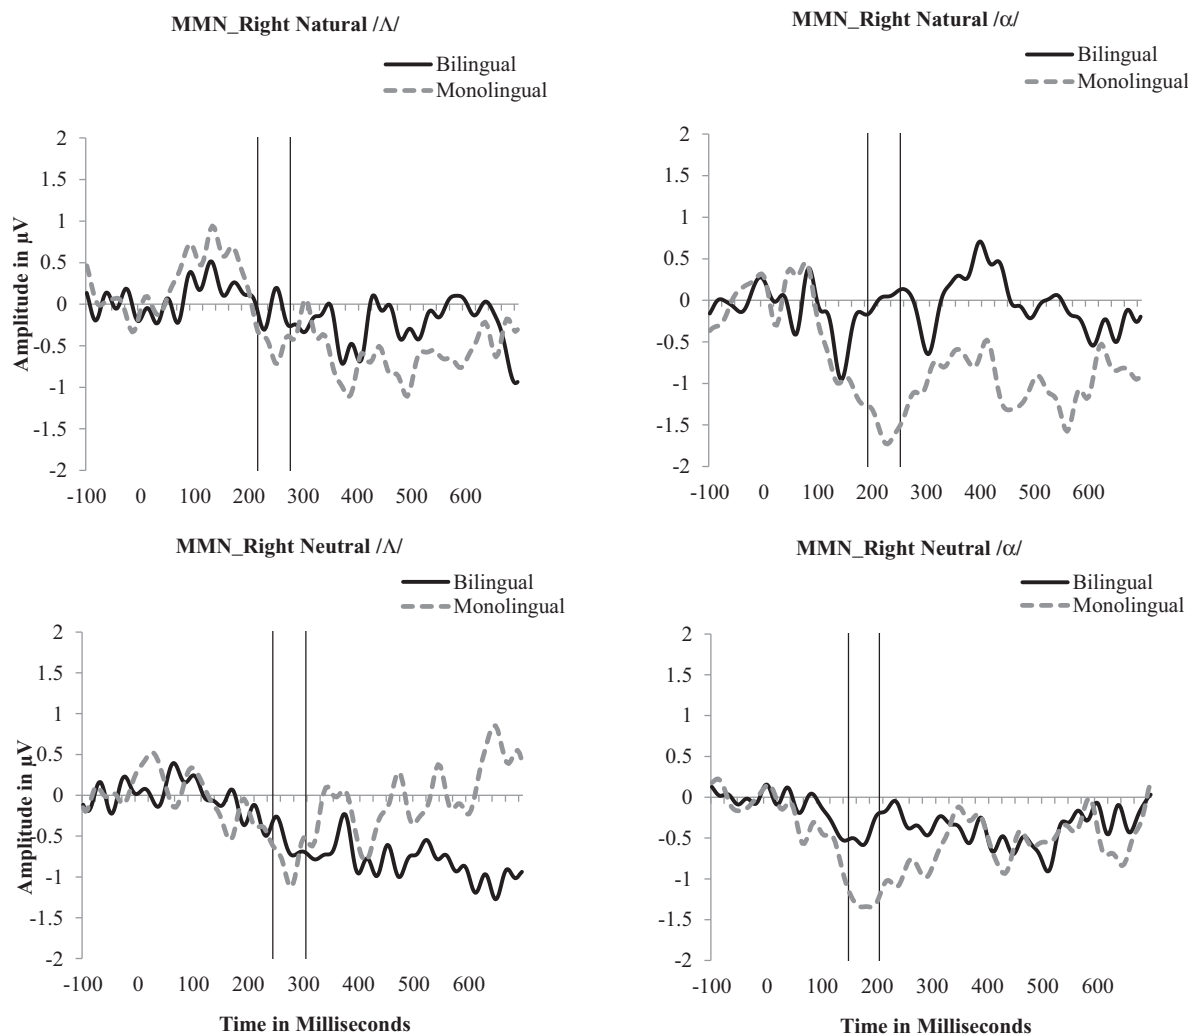 MMN_Right Natural /Λ/
Bilingual
Monolingual
2
1.5
1
0.5
0
-0.5
-1
-1.5
-2
Amplitude in µV
-100 0 100 200 300 400 500 600
MMN_Right Natural /α/
Bilingual
Monolingual
2
1.5
1
0.5
0
-0.5
-1
-1.5
-2
-100 0 100 200 300 400 500 600
MMN_Right Neutral /Λ/
Bilingual
Monolingual
2
1.5
1
0.5
0
-0.5
-1
-1.5
-2
Amplitude in µV
-100 0 100 200 300 400 500 600
Time in Milliseconds
MMN_Right Neutral /α/
Bilingual
Monolingual
2
1.5
1
0.5
0
-0.5
-1
-1.5
-2
-100 0 100 200 300 400 500 600
Time in Milliseconds